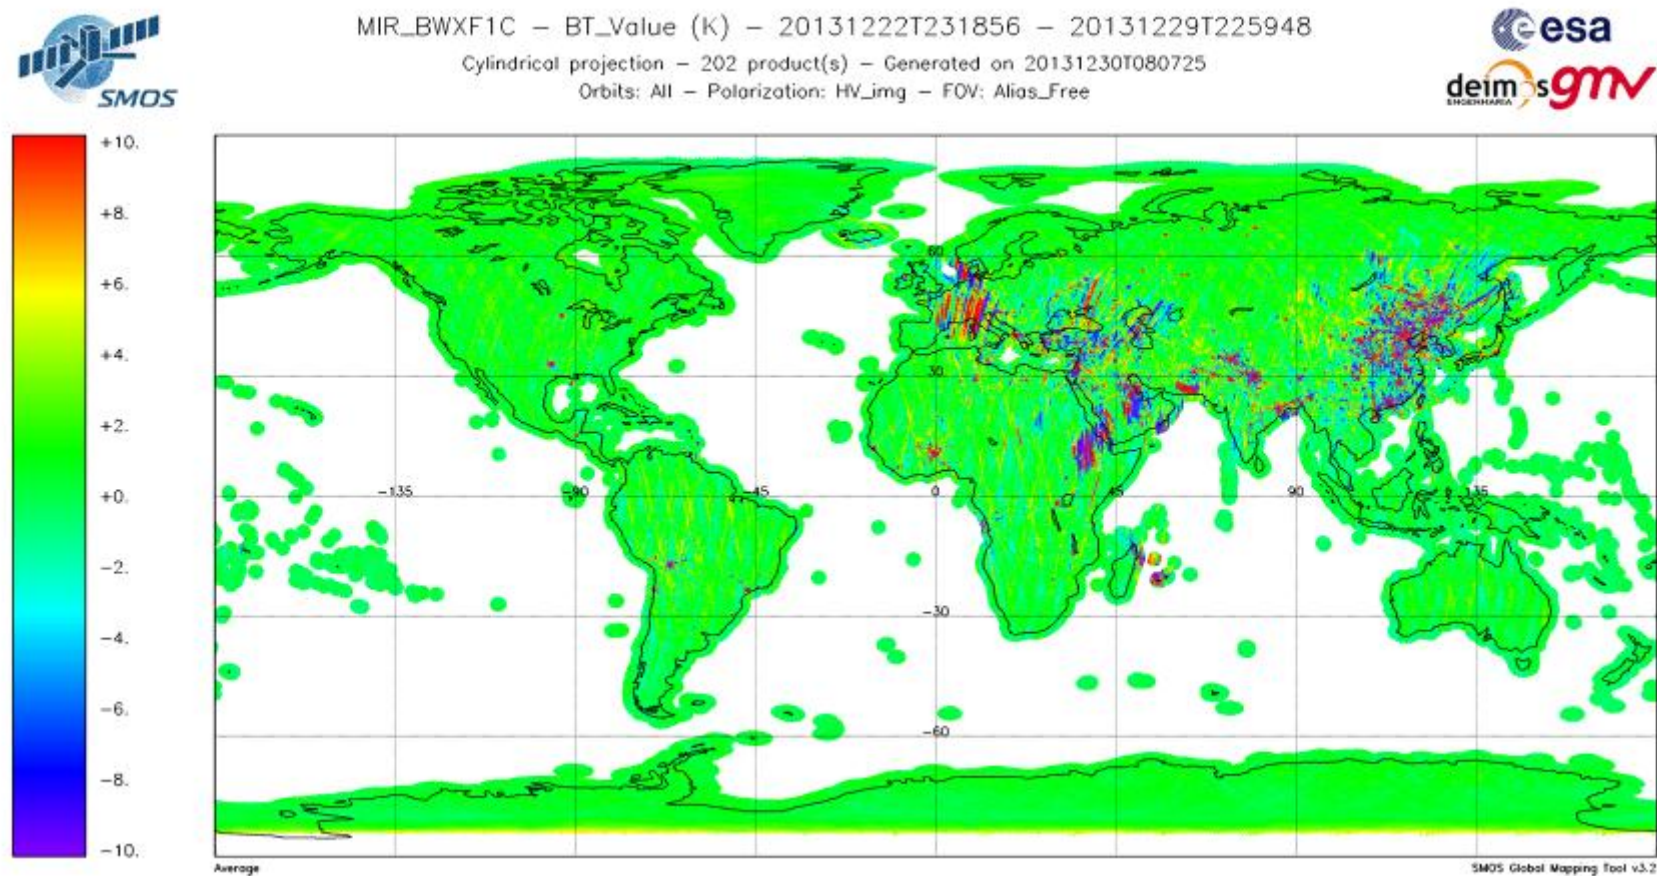 MIR_BWXF1C – BT_Value (K) – 20131222T231856 – 20131229T225948
Cylindrical projection – 202 product(s) – Generated on 20131230T080725
Orbits: All – Polarization: HV_img – FOV: Alias_Free
SMOS
esa
deimos
ENGENHARIA
gmv
+10.
+8.
+6.
+4.
+2.
+0.
−2.
−4.
−6.
−8.
−10.
60
30
−135
−90
−45
0
45
90
135
−30
−60
Average
SMOS Global Mapping Tool v3.2